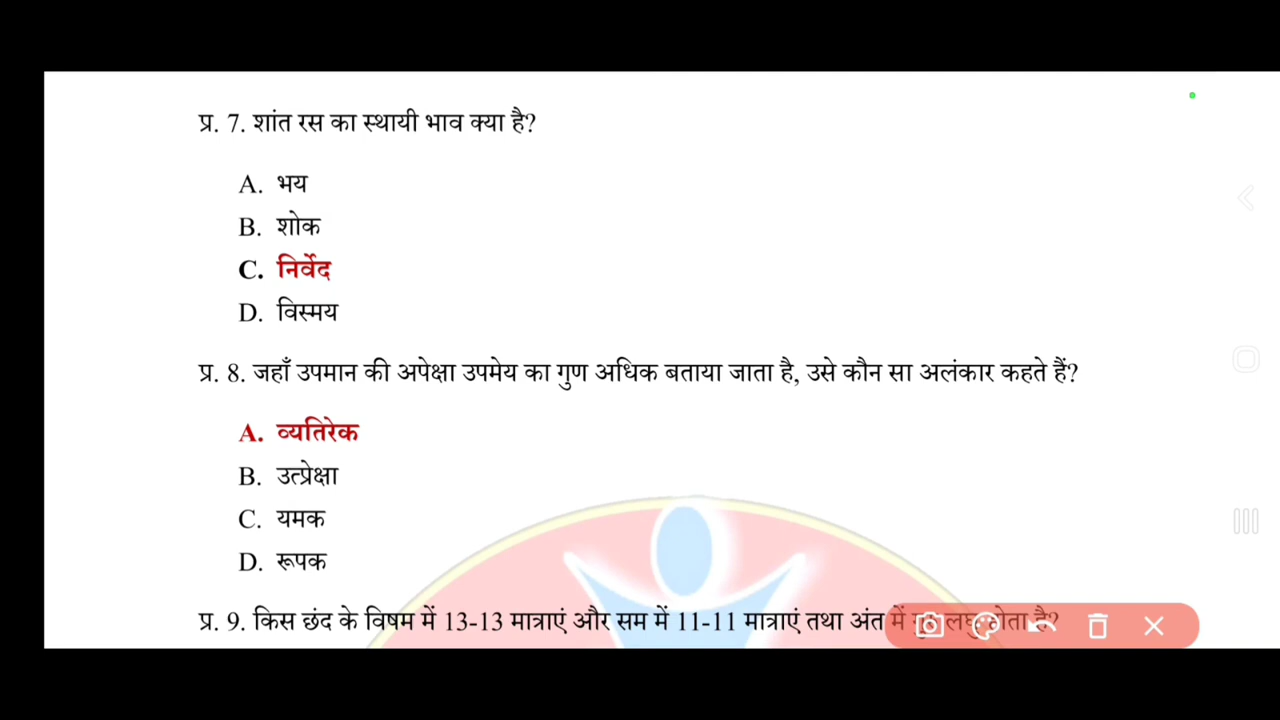 प्र. 7. शांत रस का स्थायी भाव क्या है?
A. भय
B. शोक
C. निर्वेद
D. विस्मय
प्र. 8. जहाँ उपमान की अपेक्षा उपमेय का गुण अधिक बताया जाता है, उसे कौन सा अलंकार कहते हैं?
A. व्यतिरेक
B. उत्प्रेक्षा
C. यमक
D. रूपक
प्र. 9. किस छंद के विषम में 13-13 मात्राएं और सम में 11-11 मात्राएं तथा अंत में लघु होता है?